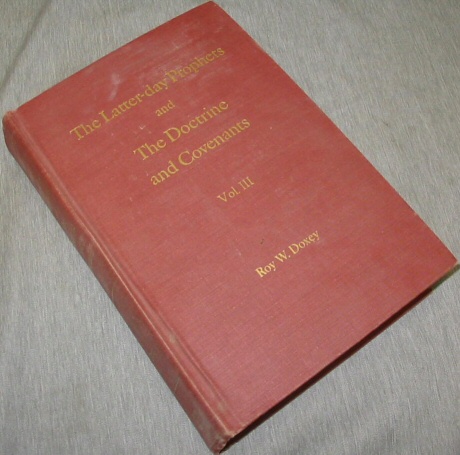 The Latter-day Prophets
and
The Doctrine
and Covenants
Vol. III
Roy W. Doxey